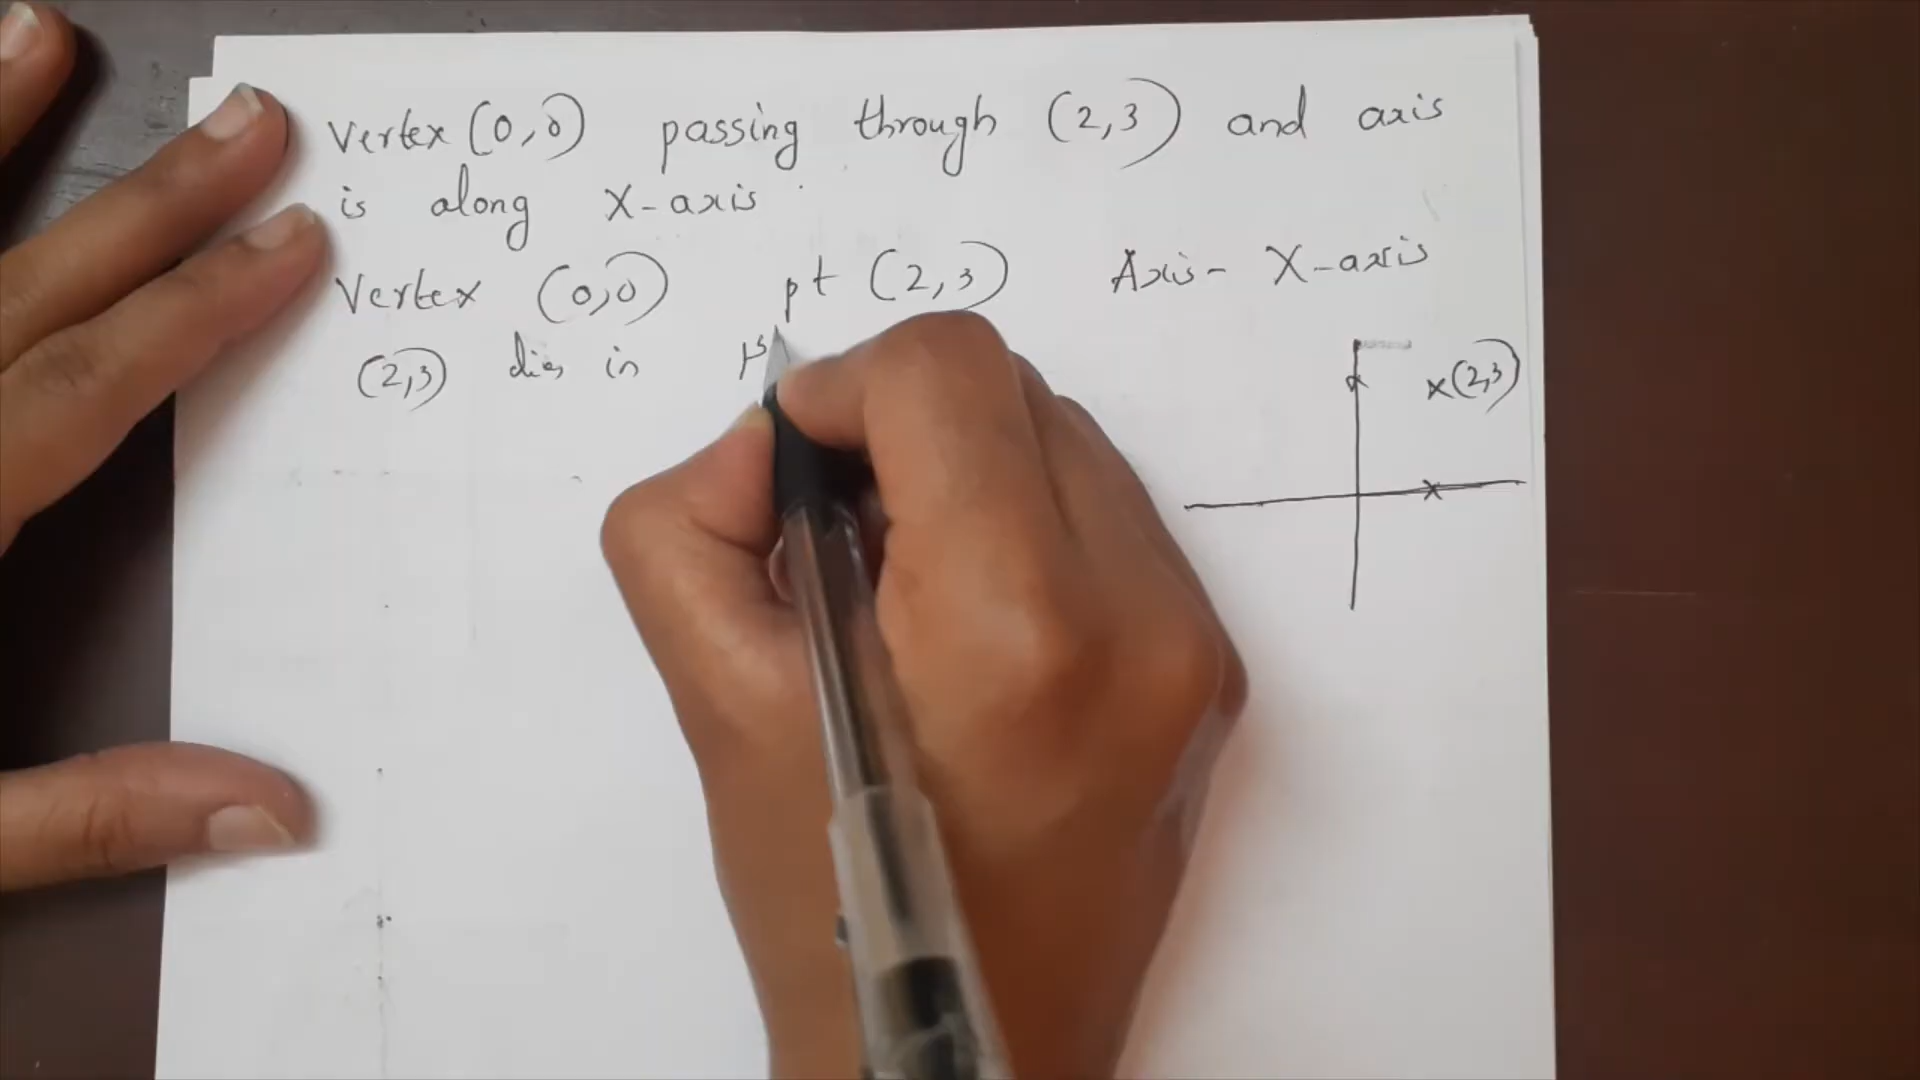 Vertex (0,0) passing through (2,3) and axis
is along X-axis
Vertex (0,0) pt (2,3) Axis - X-axis
(2,3) lies in
x(2,3)